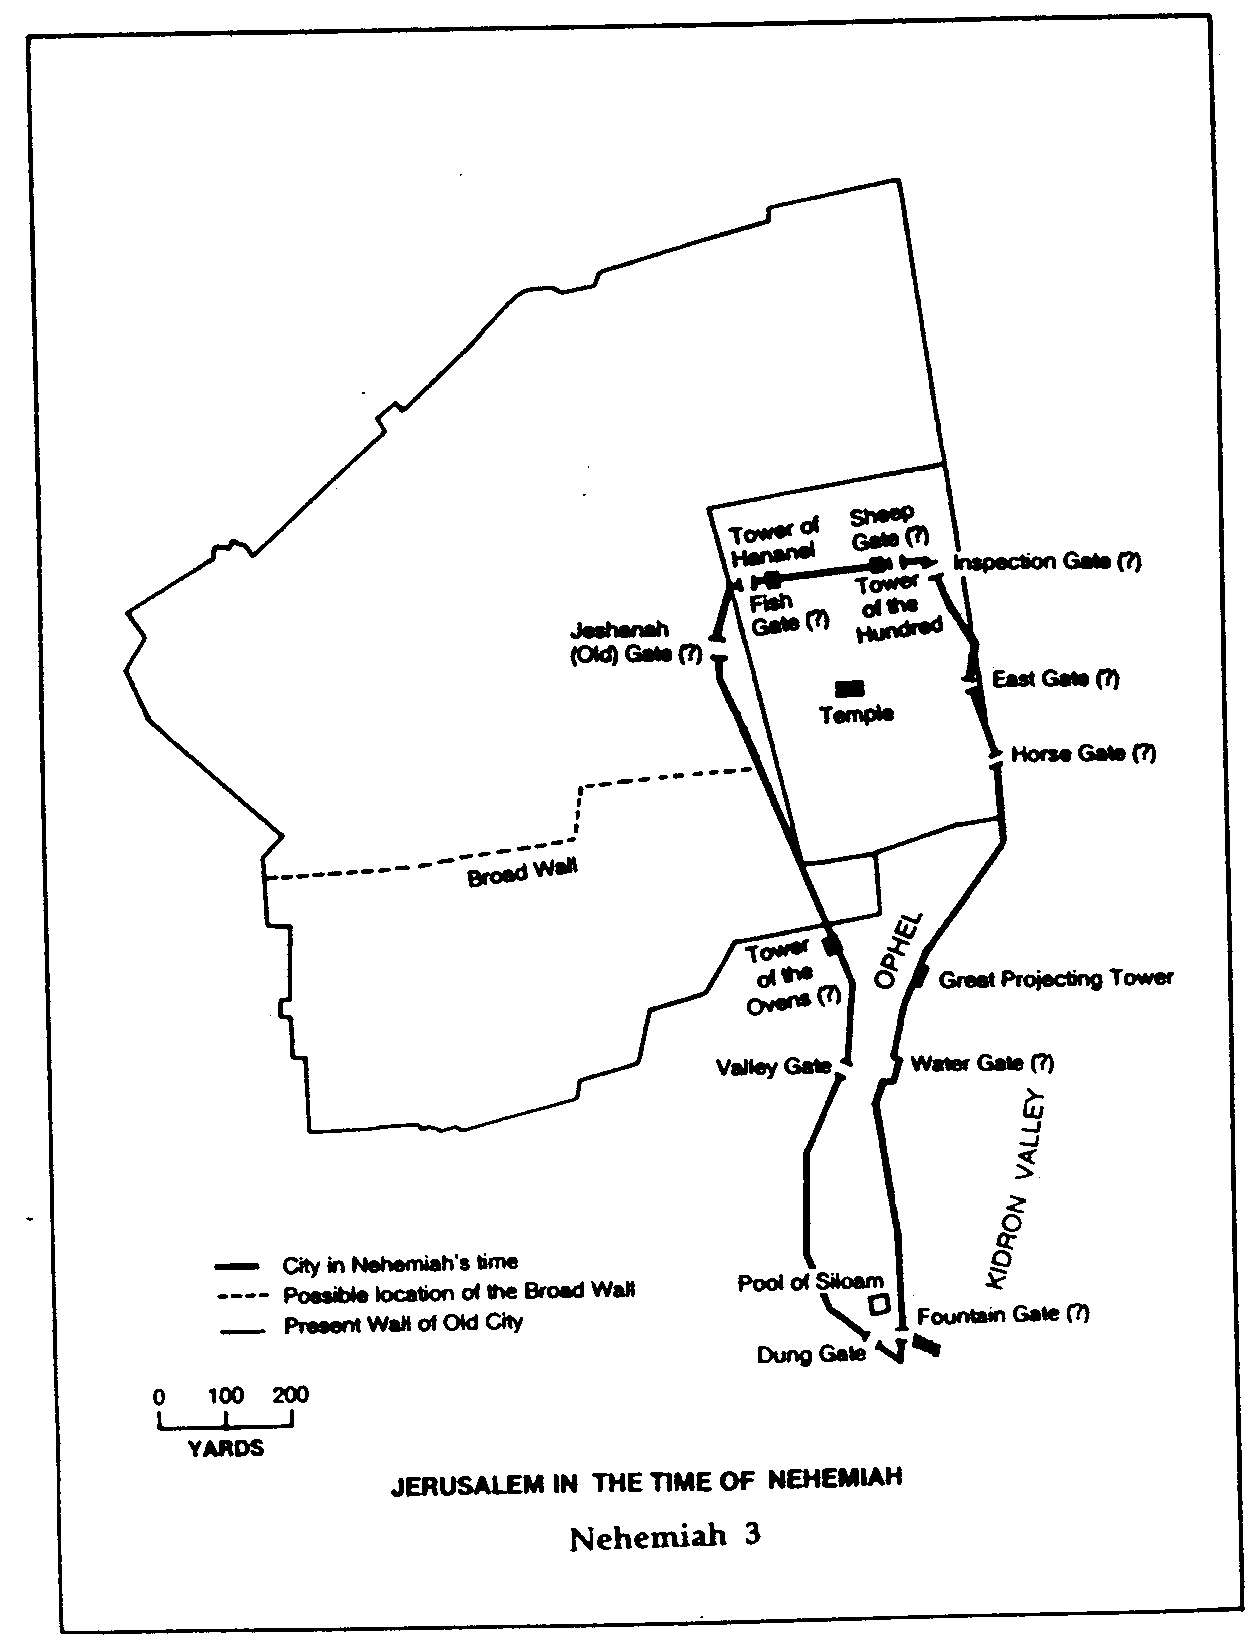 Tower of
Hananel
Sheep
Gate (?)
Inspection Gate (?)
Fish
Gate (?)
Tower
of the
Hundred
Jeshanah
(Old) Gate (?)
East Gate (?)
Temple
Horse Gate (?)
Broad Wall
OPHEL
Tower
of the
Ovens (?)
Great Projecting Tower
Valley Gate
Water Gate (?)
KIDRON VALLEY
City in Nehemiah's time
Possible location of the Broad Wall
Present Wall of Old City
Pool of Siloam
Fountain Gate (?)
Dung Gate
0 100 200
YARDS
JERUSALEM IN THE TIME OF NEHEMIAH
Nehemiah 3